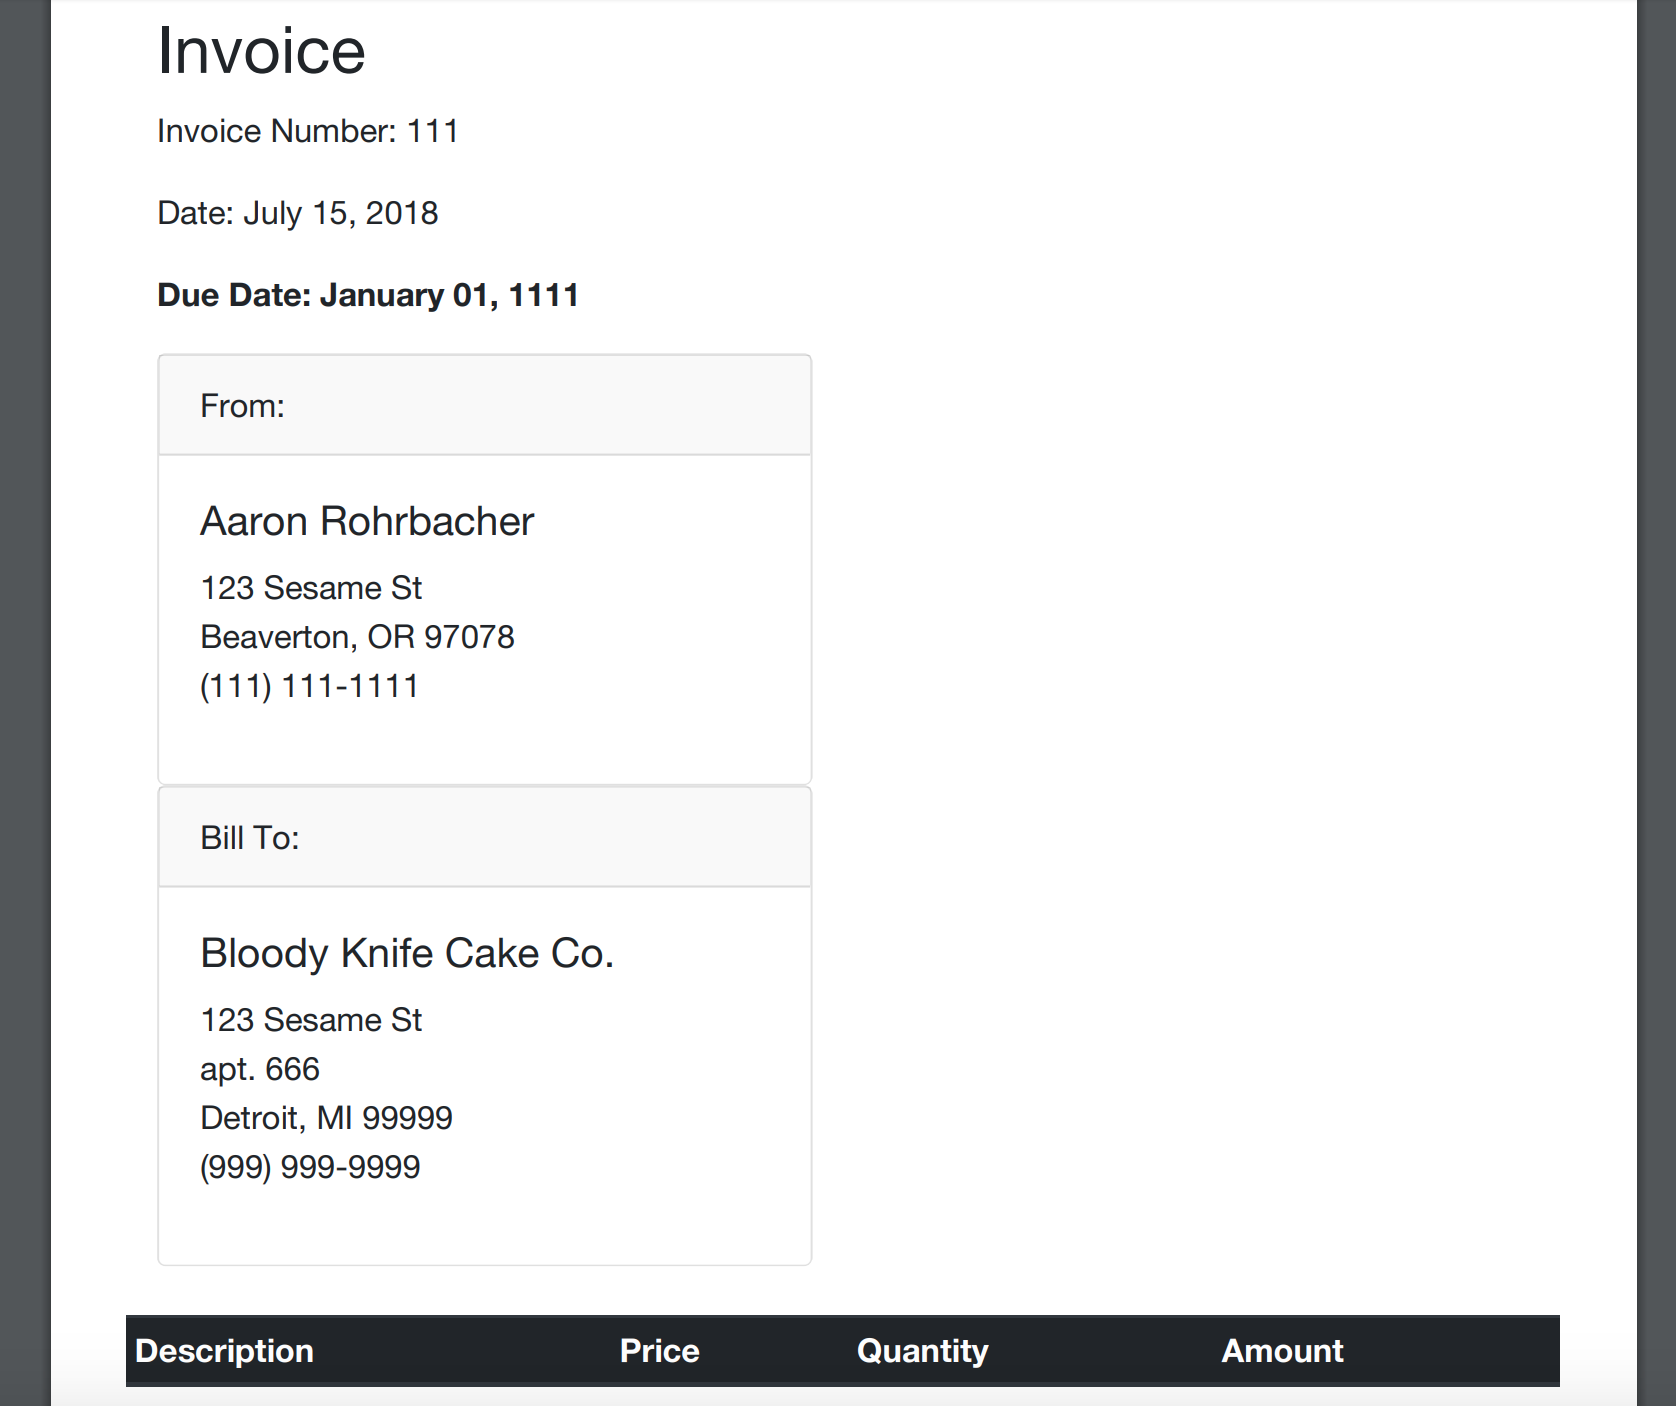 Invoice
Invoice Number: 111
Date: July 15, 2018
Due Date: January 01, 1111
From:
Aaron Rohrbacher
123 Sesame St
Beaverton, OR 97078
(111) 111-1111
Bill To:
Bloody Knife Cake Co.
123 Sesame St
apt. 666
Detroit, MI 99999
(999) 999-9999
Description Price Quantity Amount